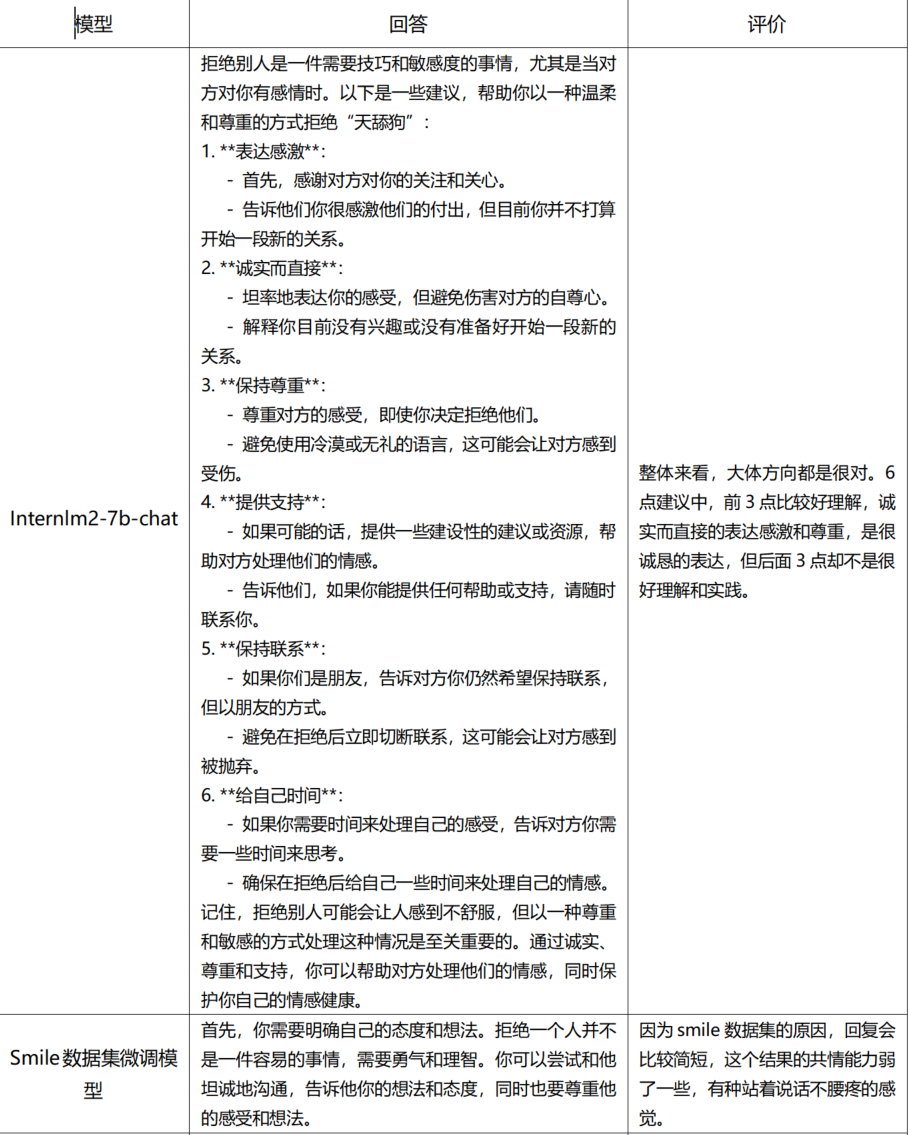 模型
回答
评价
Internlm2-7b-chat
拒绝别人是一件需要技巧和敏感度的事情，尤其是当对
方对你有感情时。以下是一些建议，帮助你以一种温柔
和尊重的方式拒绝“天舔狗”：
1. **表达感激**：
- 首先，感谢对方对你的关注和关心。
- 告诉他们你很感激他们的付出，但目前你并不打算
开始一段新的关系。
2. **诚实而直接**：
- 坦率地表达你的感受，但避免伤害对方的自尊心。
- 解释你目前没有兴趣或没有准备好开始一段新的
关系。
3. **保持尊重**：
- 尊重对方的感受，即使你决定拒绝他们。
- 避免使用冷漠或无礼的语言，这可能会让对方感到
受伤。
4. **提供支持**：
- 如果可能的话，提供一些建设性的建议或资源，帮
助对方处理他们的情感。
- 告诉他们，如果你能提供任何帮助或支持，请随时
联系你。
5. **保持联系**：
- 如果你们是朋友，告诉对方你仍然希望保持联系，
但以朋友的方式。
- 避免在拒绝后立即切断联系，这可能会让对方感到
被抛弃。
6. **给自己时间**：
- 如果你需要时间来处理自己的感受，告诉对方你需
要一些时间来思考。
- 确保在拒绝后给自己一些时间来处理自己的情感。
记住，拒绝别人可能会让人感到不舒服，但以一种尊重
和敏感的方式处理这种情况是至关重要的。通过诚实、
尊重和支持，你可以帮助对方处理他们的情感，同时保
护你自己的情感健康。
整体来看，大体方向都是很对。6
点建议中，前 3 点比较好理解，诚
实而直接的表达感激和尊重，是很
诚恳的表达，但后面 3 点却不是很
好理解和实践。
Smile 数据集微调模
型
首先，你需要明确自己的态度和想法。拒绝一个人并不
是一件容易的事情，需要勇气和理智。你可以尝试和他
坦诚地沟通，告诉他你的想法和态度，同时也要尊重他
的感受和想法。
因为 smile 数据集的原因，回复会
比较简短，这个结果的共情能力弱
了一些，有种站着说话不腰疼的感
觉。